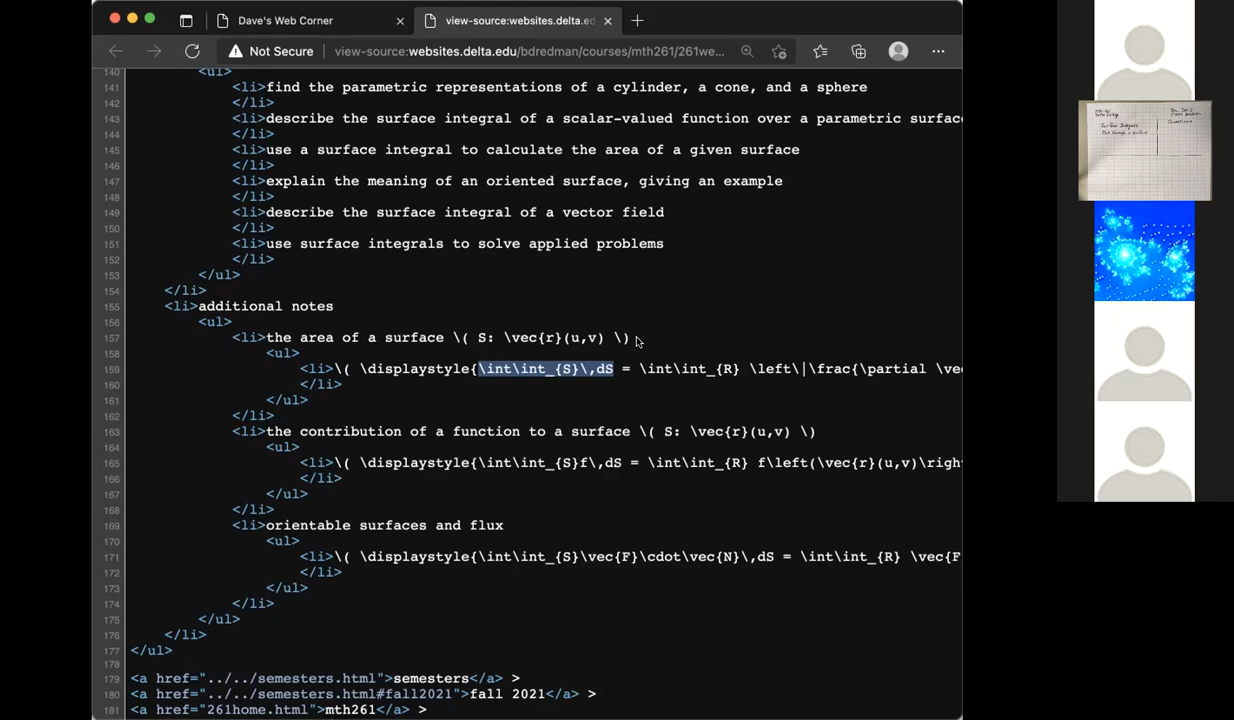 Dave's Web Corner
view-source:websites.delta.ed
Not Secure
view-source:websites.delta.edu/bdredman/courses/mth261/261we...
140 <ul>
141 <li>find the parametric representations of a cylinder, a cone, and a sphere
142 </li>
143 <li>describe the surface integral of a scalar-valued function over a parametric surfac
144 </li>
145 <li>use a surface integral to calculate the area of a given surface
146 </li>
147 <li>explain the meaning of an oriented surface, giving an example
148 </li>
149 <li>describe the surface integral of a vector field
150 </li>
151 <li>use surface integrals to solve applied problems
152 </li>
153 </ul>
154 </li>
155 <li>additional notes
156 <ul>
157 <li>the area of a surface \( S: \vec{r}(u,v) \)
158 <ul>
159 <li>\( \displaystyle{\int\int_{S}\,dS = \int\int_{R} \left\|\frac{\partial \vec
160 </li>
161 </ul>
162 </li>
163 <li>the contribution of a function to a surface \( S: \vec{r}(u,v) \)
164 <ul>
165 <li>\( \displaystyle{\int\int_{S}f\,dS = \int\int_{R} f\left(\vec{r}(u,v)\righ
166 </li>
167 </ul>
168 </li>
169 <li>orientable surfaces and flux
170 <ul>
171 <li>\( \displaystyle{\int\int_{S}\vec{F}\cdot\vec{N}\,dS = \int\int_{R} \vec{F
172 </li>
173 </ul>
174 </li>
175 </ul>
176 </li>
177 </ul>
178
179 <a href="../../semesters.html">semesters</a> >
180 <a href="../../semesters.html#fall2021">fall 2021</a> >
181 <a href="261home.html">mth261</a> >